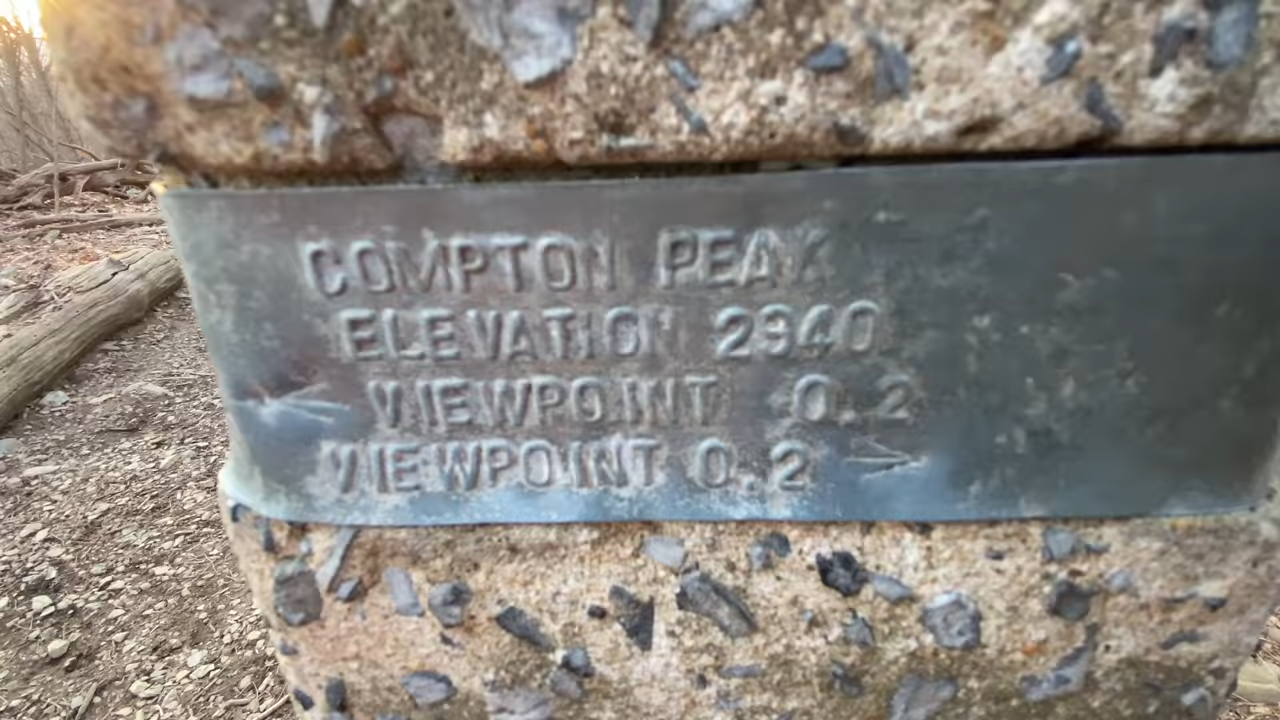 COMPTON PEAK
ELEVATION 2940
VIEWPOINT 0.2
VIEWPOINT 0.2